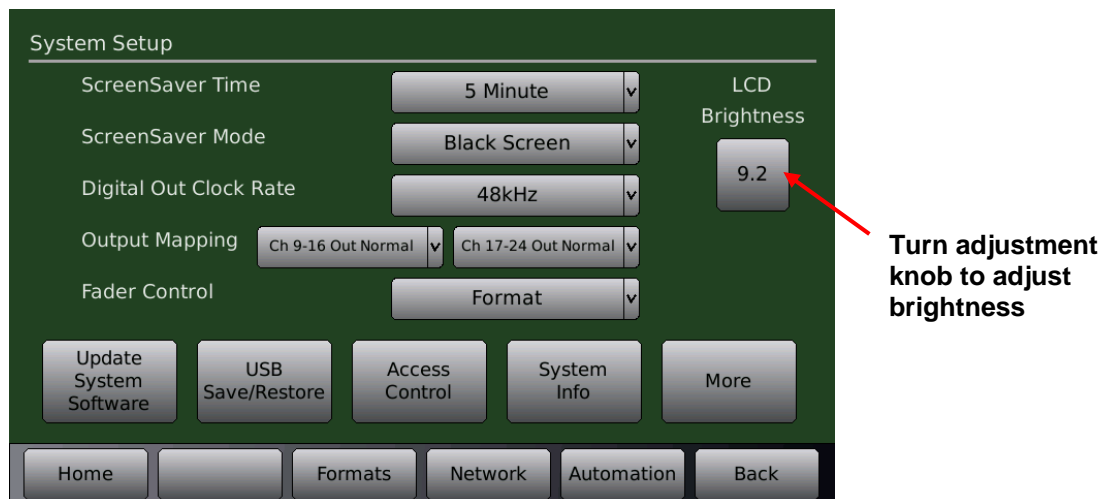 System Setup
ScreenSaver Time
5 Minute
LCD
Brightness
ScreenSaver Mode
Black Screen
9.2
Digital Out Clock Rate
48kHz
Output Mapping
Ch 9-16 Out Normal
Ch 17-24 Out Normal
Fader Control
Format
Turn adjustment
knob to adjust
brightness
Update
System
Software
USB
Save/Restore
Access
Control
System
Info
More
Home
Formats
Network
Automation
Back